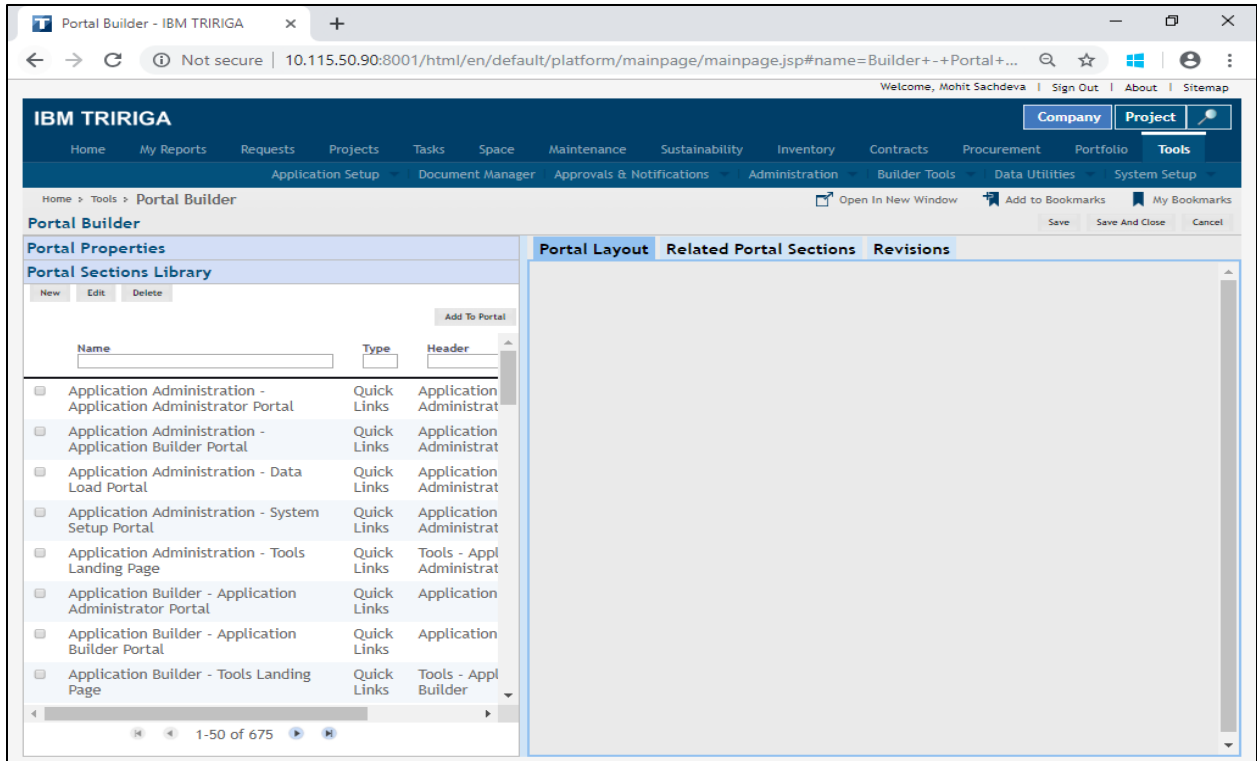 Portal Builder - IBM TRIRIGA
Not secure | 10.115.50.90:8001/html/en/default/platform/mainpage/mainpage.jsp#name=Builder+-+Portal+...
Welcome, Mohit Sachdeva | Sign Out | About | Sitemap
IBM TRIRIGA Company Project
Home My Reports Requests Projects Tasks Space Maintenance Sustainability Inventory Contracts Procurement Portfolio Tools
Application Setup Document Manager Approvals & Notifications Administration Builder Tools Data Utilities System Setup
Home > Tools > Portal Builder Open In New Window Add to Bookmarks My Bookmarks
Portal Builder Save Save And Close Cancel
Portal Properties Portal Layout Related Portal Sections Revisions
Portal Sections Library
New Edit Delete
Add To Portal
Name Type Header
Application Administration - Quick Application
Application Administrator Portal Links Administrat
Application Administration - Quick Application
Application Builder Portal Links Administrat
Application Administration - Data Quick Application
Load Portal Links Administrat
Application Administration - System Quick Application
Setup Portal Links Administrat
Application Administration - Tools Quick Tools - Appl
Landing Page Links Administrat
Application Builder - Application Quick Application
Administrator Portal Links
Application Builder - Application Quick Application
Builder Portal Links
Application Builder - Tools Landing Quick Tools - Appl
Page Links Builder
1-50 of 675